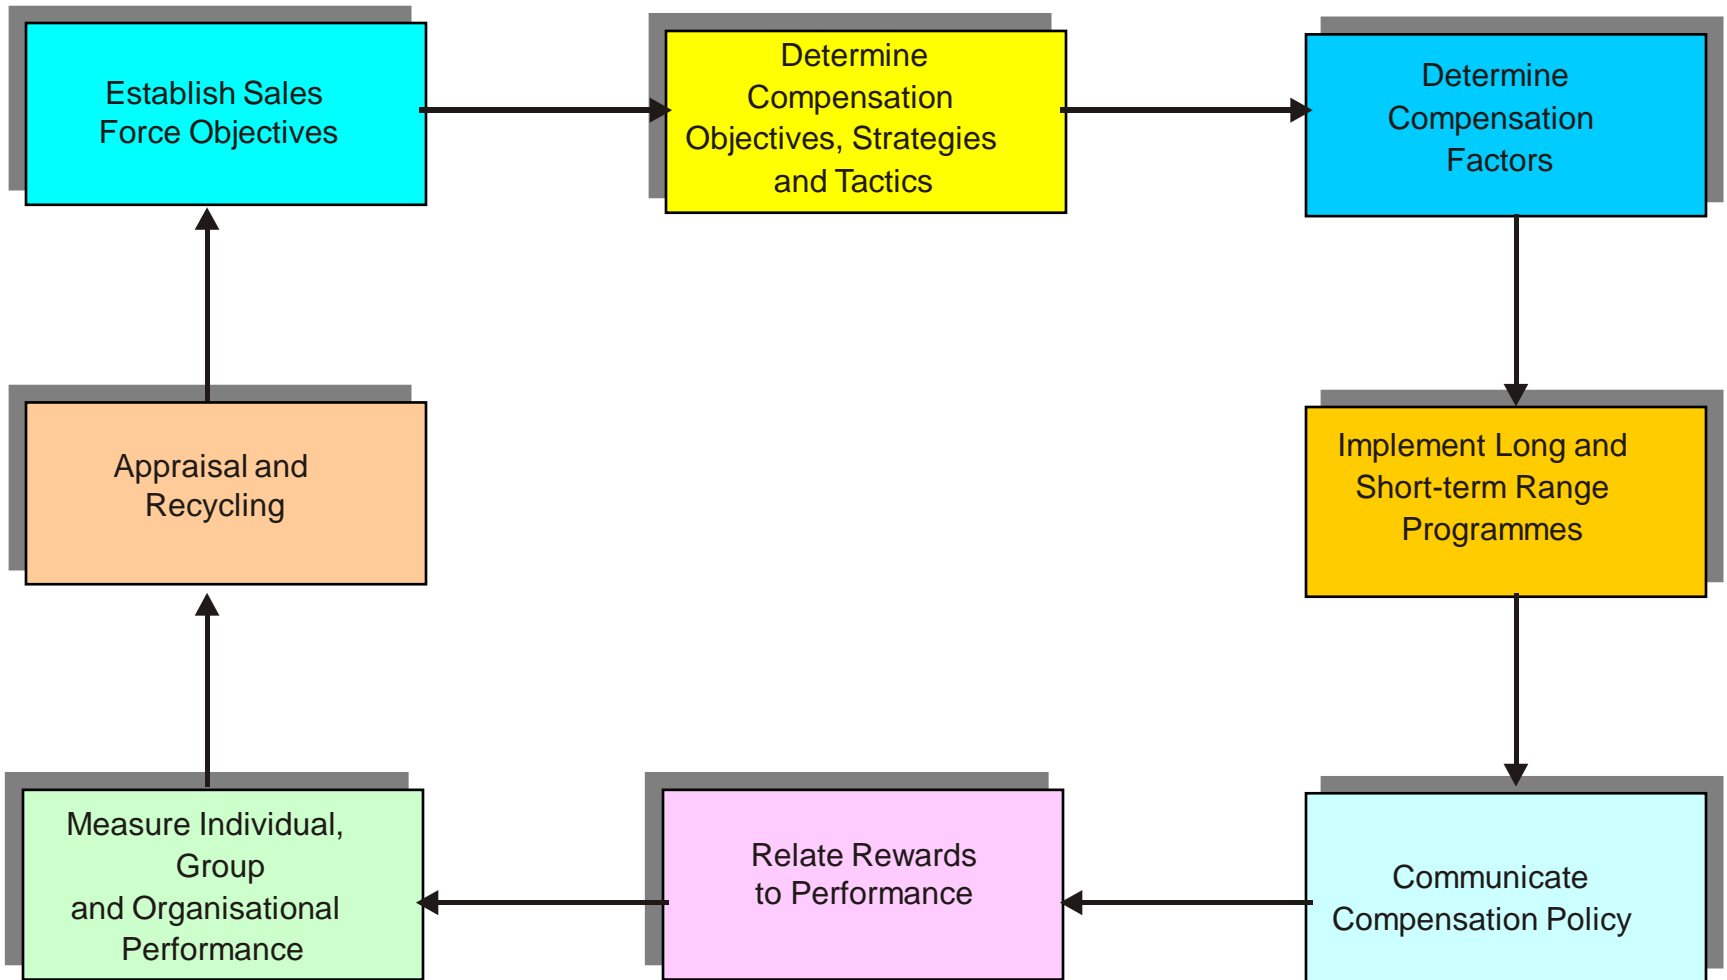 Establish Sales
Force Objectives
Determine
Compensation
Objectives, Strategies
and Tactics
Determine
Compensation
Factors
Implement Long and
Short-term Range
Programmes
Communicate
Compensation Policy
Relate Rewards
to Performance
Measure Individual,
Group
and Organisational
Performance
Appraisal and
Recycling